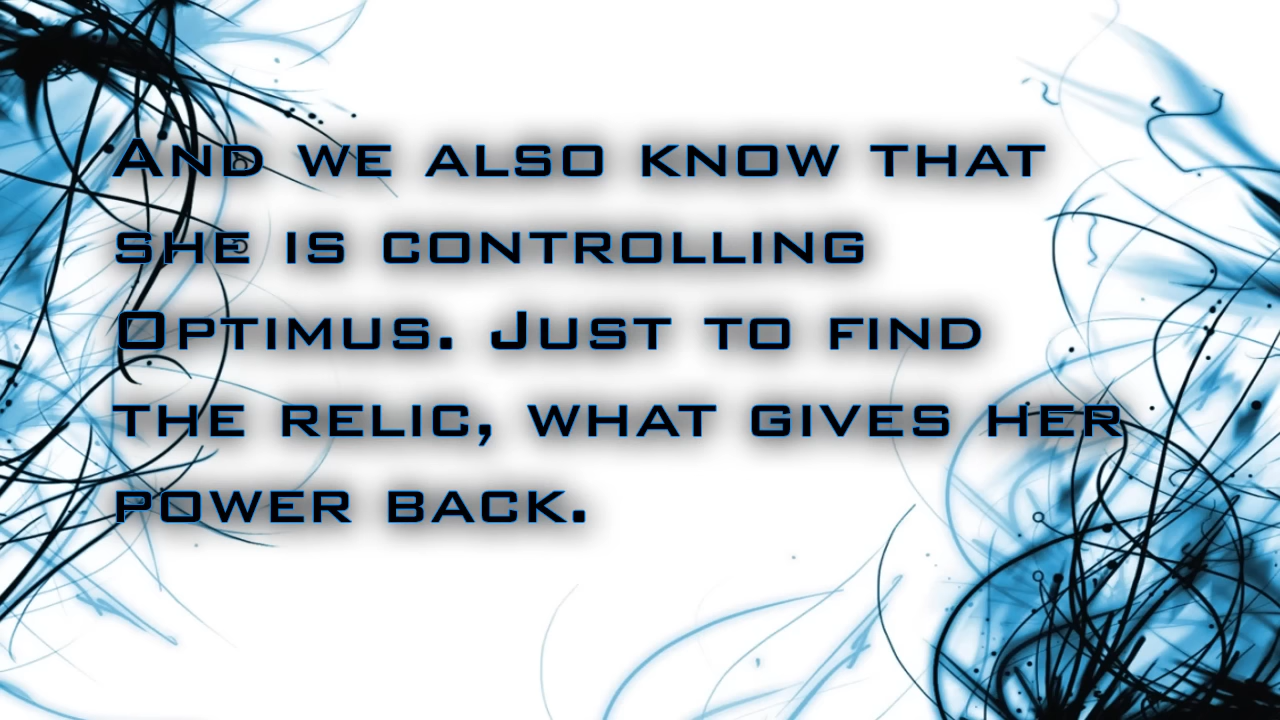 And we also know that
she is controlling
Optimus. Just to find
the relic, what gives her
power back.